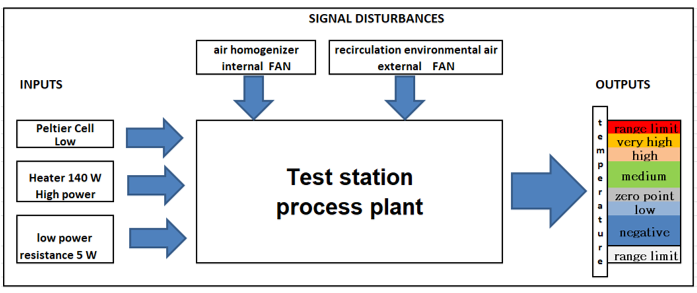 SIGNAL DISTURBANCES
air homogenizer
internal FAN
recirculation environmental air
external FAN
INPUTS
OUTPUTS
Peltier Cell
Low
Heater 140 W
High power
low power
resistance 5 W
Test station
process plant
temperature
range limit
very high
high
medium
zero point
low
negative
range limit